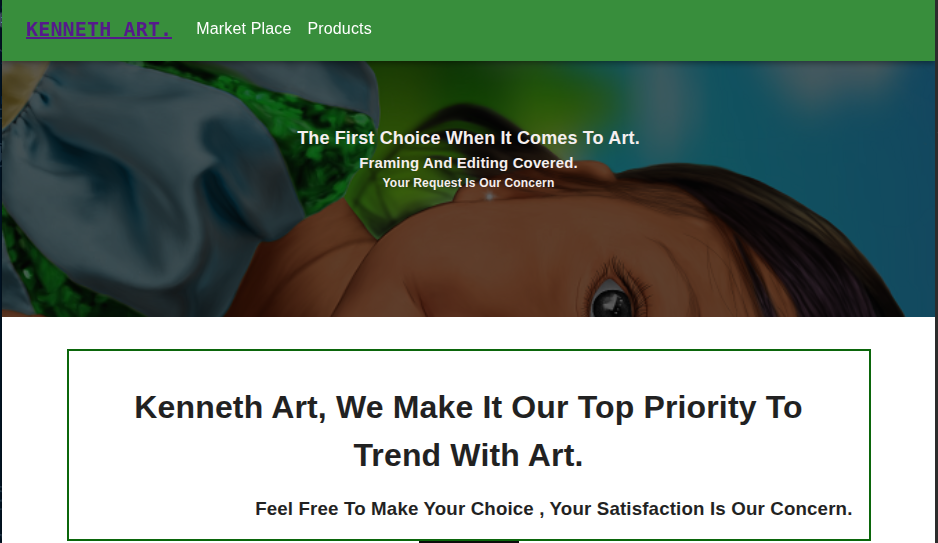 KENNETH ART.
Market Place
Products
The First Choice When It Comes To Art.
Framing And Editing Covered.
Your Request Is Our Concern
Kenneth Art, We Make It Our Top Priority To
Trend With Art.
Feel Free To Make Your Choice , Your Satisfaction Is Our Concern.